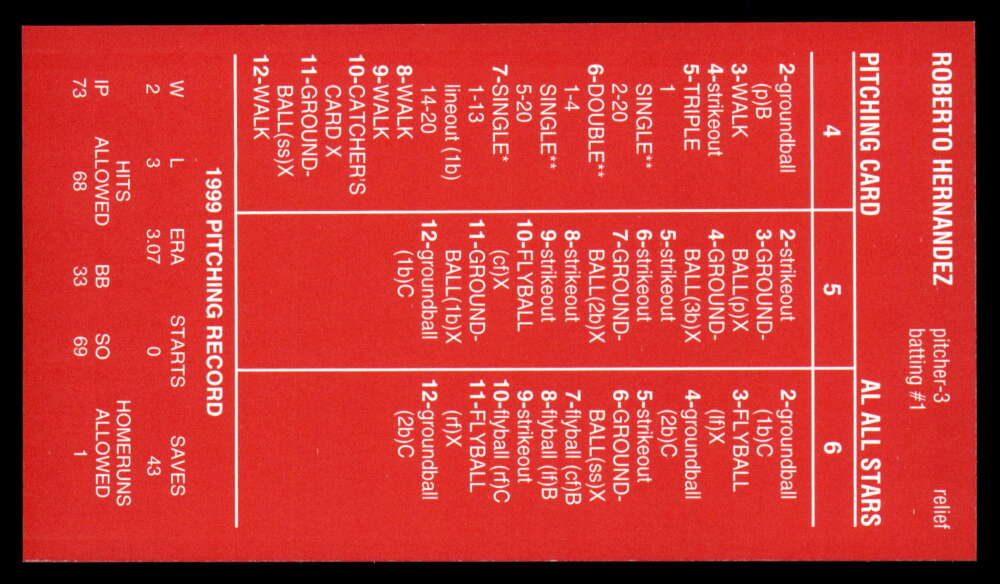 ROBERTO HERNANDEZ
pitcher-3
batting #1
relief
PITCHING CARD
AL ALL STARS
4
2-groundball
(p)B
3-WALK
4-strikeout
5-TRIPLE
1
SINGLE**
2-20
6-DOUBLE**
1-4
SINGLE**
5-20
7-SINGLE*
1-13
lineout (1b)
14-20
8-WALK
9-WALK
10-CATCHER'S
CARD X
11-GROUND-
BALL(ss)X
12-WALK
5
2-strikeout
3-GROUND-
BALL(p)X
4-GROUND-
BALL(3b)X
5-strikeout
6-strikeout
7-GROUND-
BALL(2b)X
8-strikeout
9-strikeout
10-FLYBALL
(cf)X
11-GROUND-
BALL(1b)X
12-groundball
(1b)C
6
2-groundball
(1b)C
3-FLYBALL
(lf)X
4-groundball
(2b)C
5-strikeout
6-GROUND-
BALL(ss)X
7-flyball (cf)B
8-flyball (lf)B
9-strikeout
10-flyball (rf)C
11-FLYBALL
(rf)X
12-groundball
(2b)C
1999 PITCHING RECORD
W L ERA STARTS SAVES
2 3 3.07 0 43
HITS HOMERUNS
IP ALLOWED BB SO ALLOWED
73 68 33 69 1